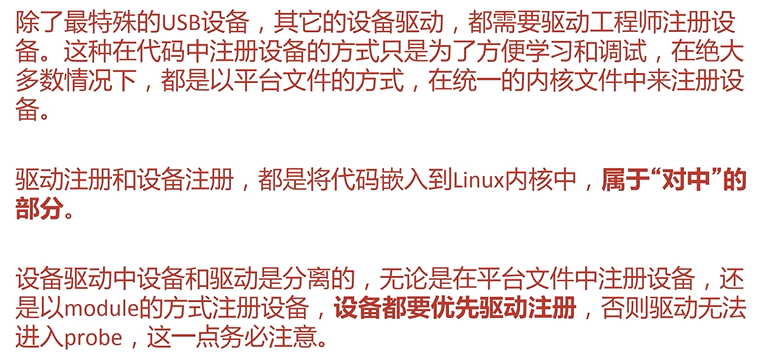 除了最特殊的USB设备，其它的设备驱动，都需要驱动工程师注册设
备。这种在代码中注册设备的方式只是为了方便学习和调试，在绝大
多数情况下，都是以平台文件的方式，在统一的内核文件中来注册设
备。
驱动注册和设备注册，都是将代码嵌入到Linux内核中，属于“对中”的
部分。
设备驱动中设备和驱动是分离的，无论是在平台文件中注册设备，还
是以module的方式注册设备，设备都要优先驱动注册，否则驱动无法
进入probe，这一点务必注意。